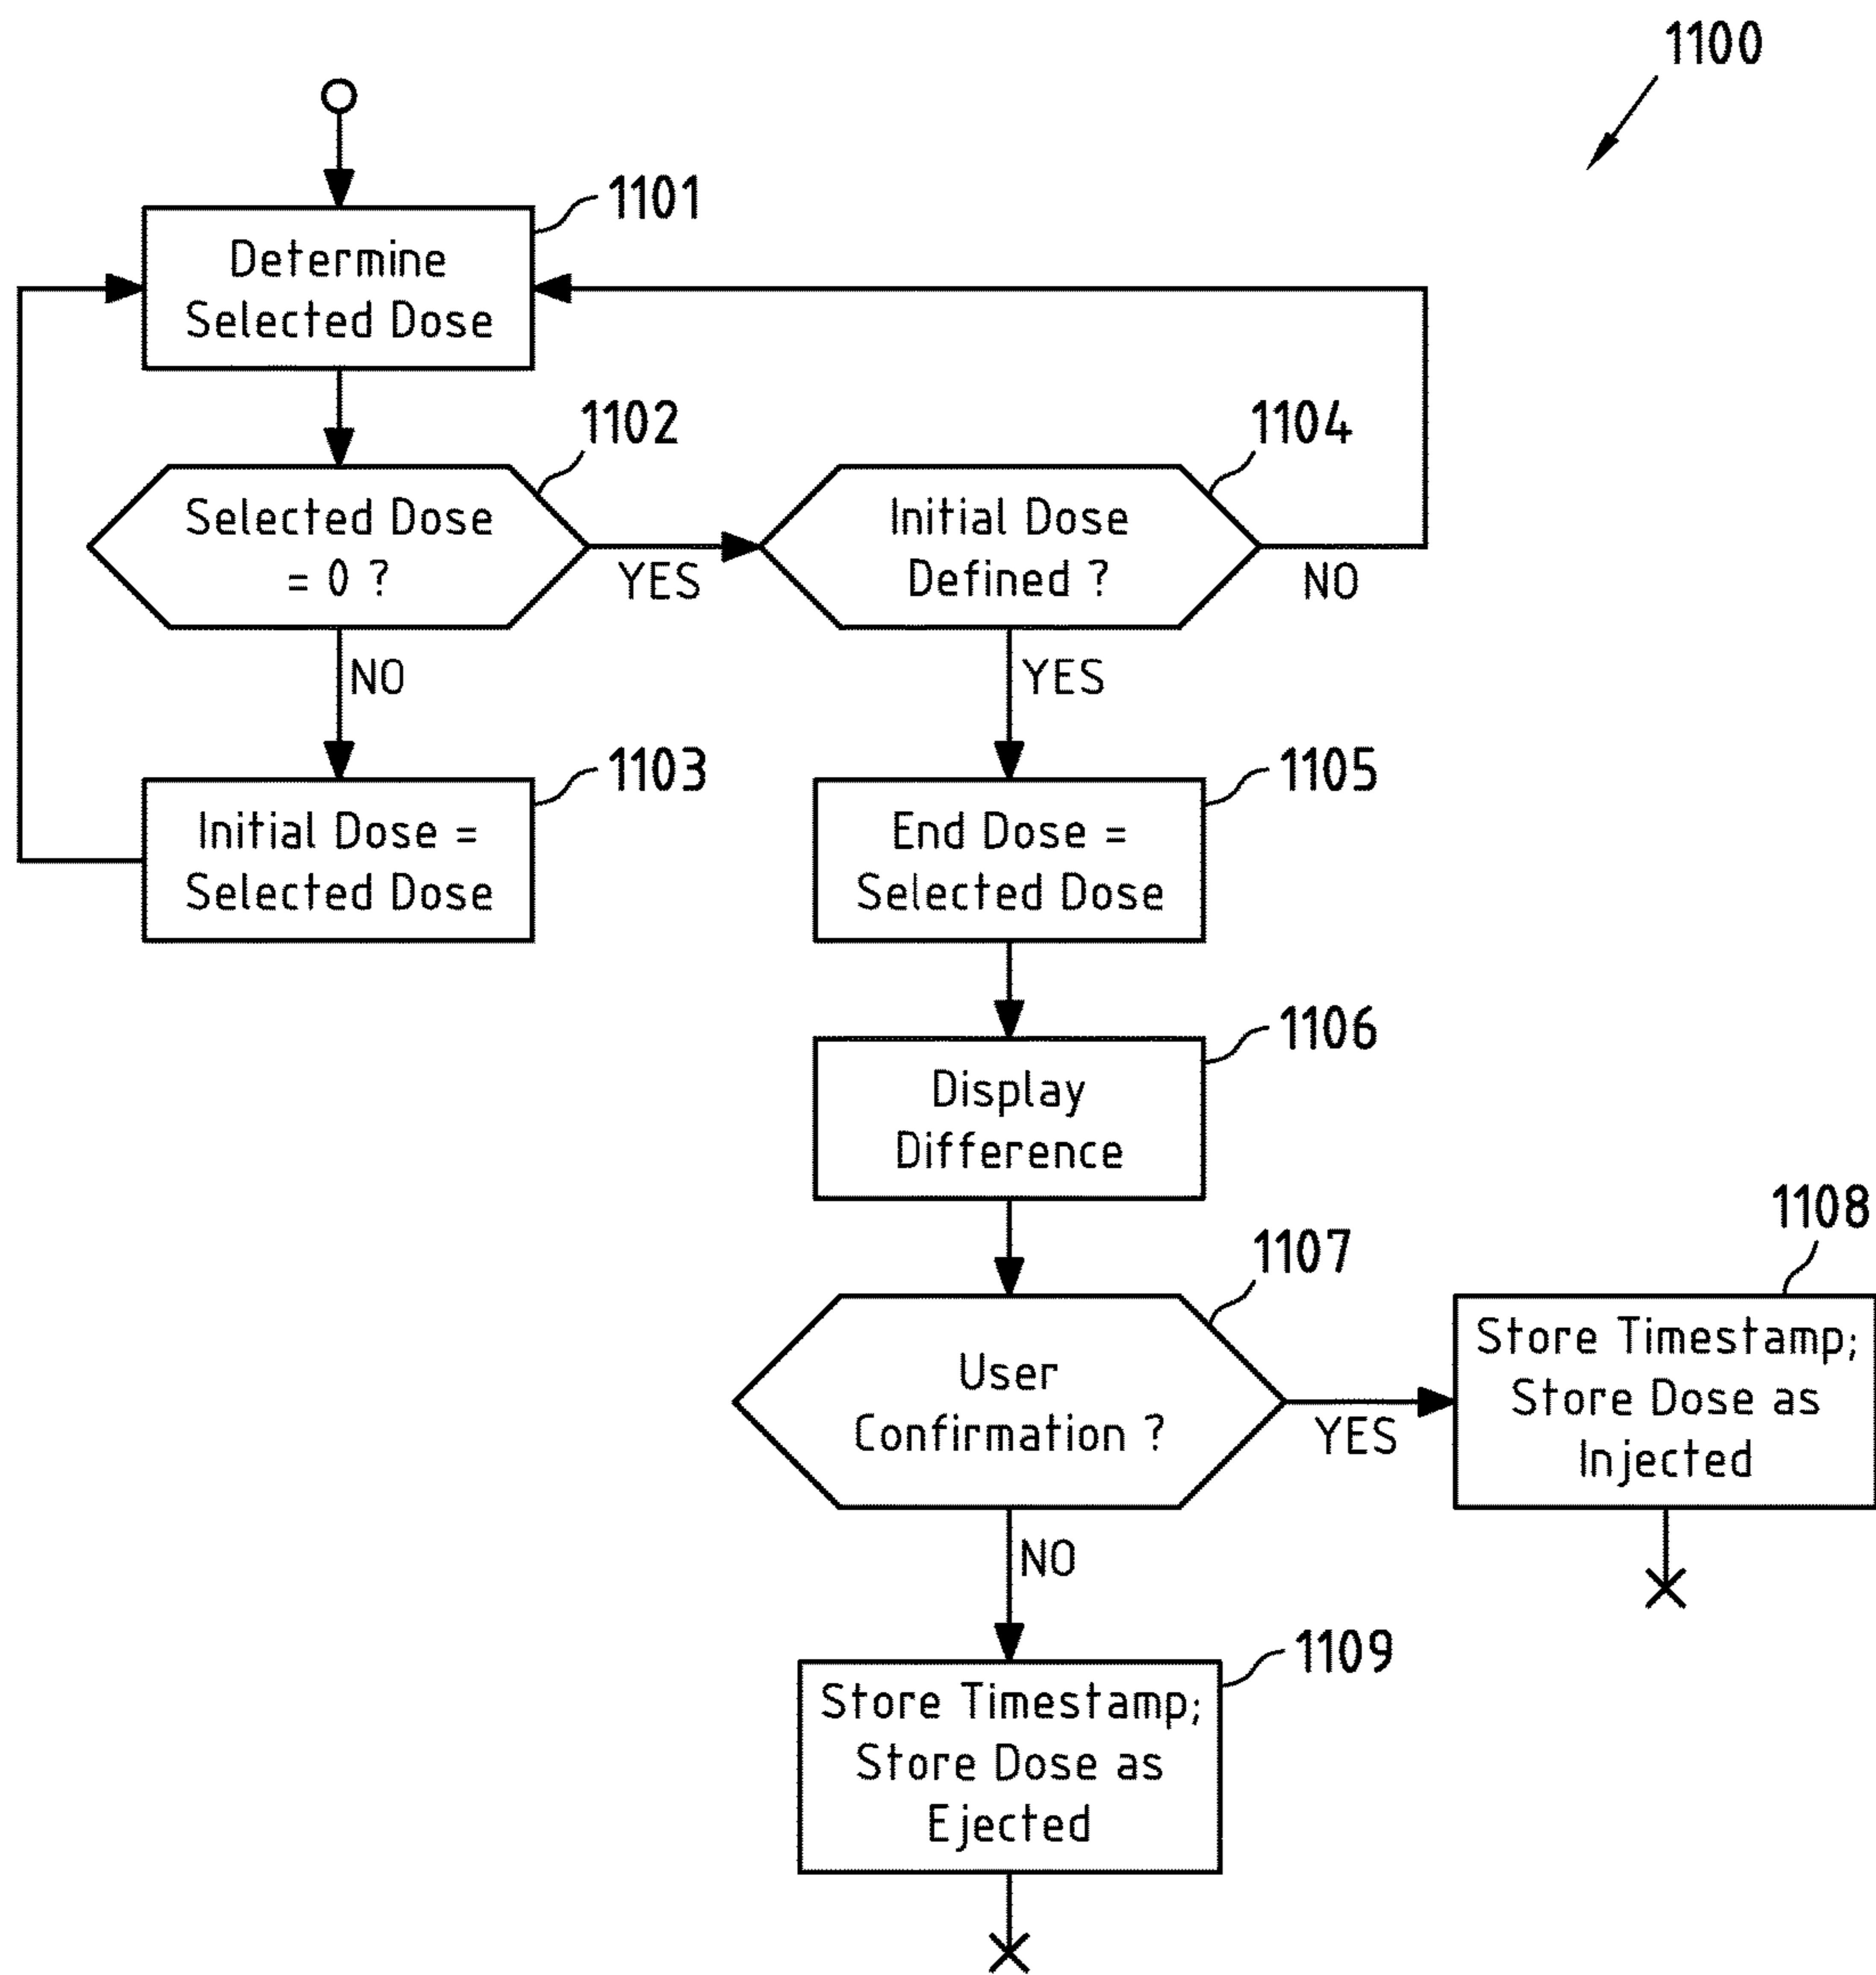 1100
1101
Determine
Selected Dose
1102
Selected Dose
= 0 ?
YES
1104
Initial Dose
Defined ?
NO
NO
YES
1103
Initial Dose =
Selected Dose
1105
End Dose =
Selected Dose
1106
Display
Difference
1107
User
Confirmation ?
YES
1108
Store Timestamp;
Store Dose as
Injected
NO
1109
Store Timestamp;
Store Dose as
Ejected